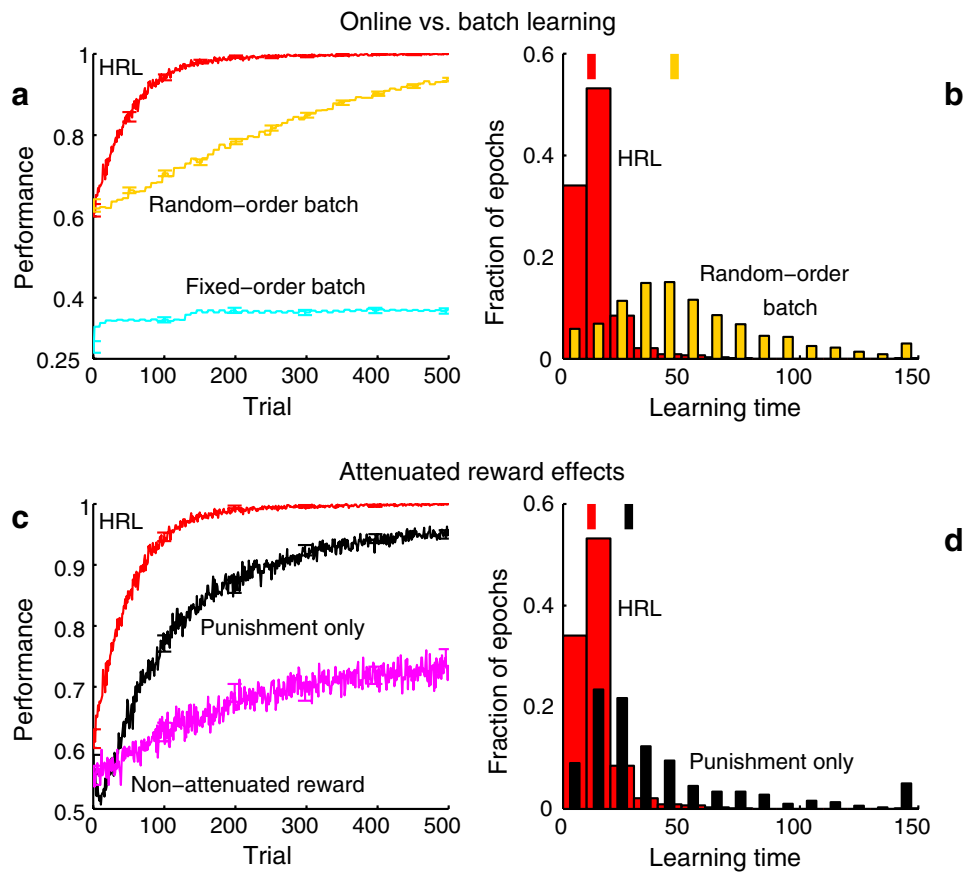 Online vs. batch learning
a
Performance
1
0.8
0.6
0.4
0.25
HRL
Random-order batch
Fixed-order batch
0 100 200 300 400 500
Trial
b
Fraction of epochs
0.6
0.4
0.2
0
HRL
Random-order
batch
0 50 100 150
Learning time
Attenuated reward effects
c
Performance
1
0.9
0.8
0.7
0.6
0.5
HRL
Punishment only
Non-attenuated reward
0 100 200 300 400 500
Trial
d
Fraction of epochs
0.6
0.4
0.2
0
HRL
Punishment only
0 50 100 150
Learning time